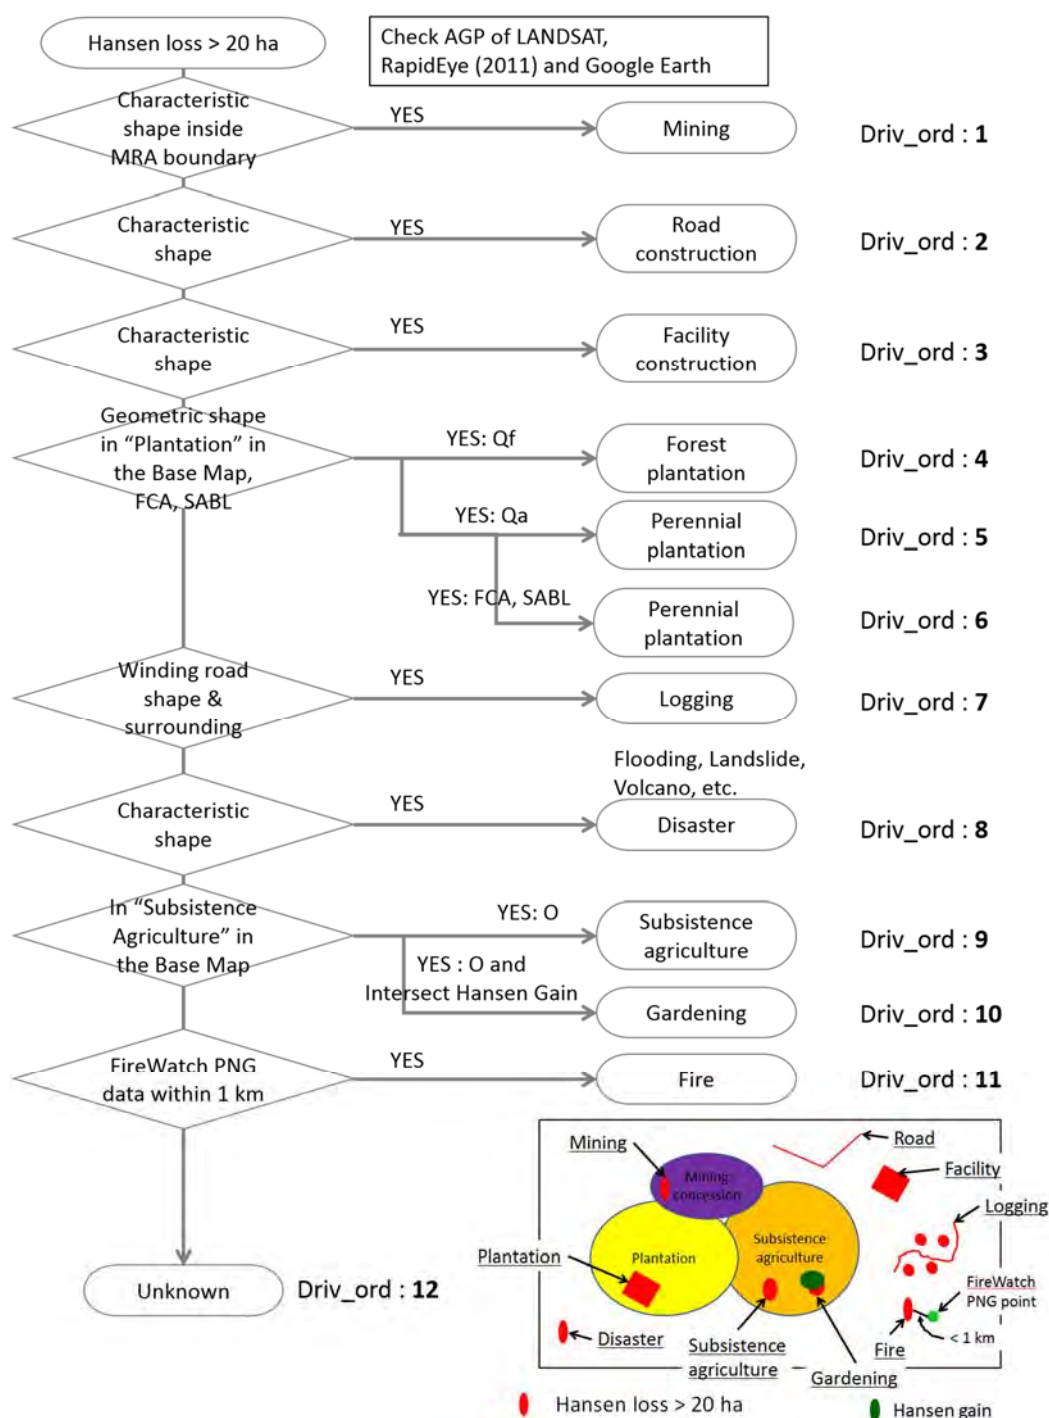 Hansen loss > 20 ha
Check AGP of LANDSAT,
RapidEye (2011) and Google Earth
Characteristic
shape inside
MRA boundary
YES
Mining
Driv_ord : 1
Characteristic
shape
YES
Road
construction
Driv_ord : 2
Characteristic
shape
YES
Facility
construction
Driv_ord : 3
Geometric shape
in “Plantation” in
the Base Map,
FCA, SABL
YES: Qf
Forest
plantation
Driv_ord : 4
YES: Qa
Perennial
plantation
Driv_ord : 5
YES: FCA, SABL
Perennial
plantation
Driv_ord : 6
Winding road
shape &
surrounding
YES
Logging
Driv_ord : 7
Flooding, Landslide,
Volcano, etc.
Characteristic
shape
YES
Disaster
Driv_ord : 8
In “Subsistence
Agriculture” in
the Base Map
YES: O
Subsistence
agriculture
Driv_ord : 9
YES : O and
Intersect Hansen Gain
Gardening
Driv_ord : 10
FireWatch PNG
data within 1 km
YES
Fire
Driv_ord : 11
Unknown
Driv_ord : 12
Mining
Road
Mining
concession
Facility
Logging
Plantation
Plantation
Subsistence
agriculture
FireWatch
PNG point
< 1 km
Disaster
Subsistence
agriculture
Fire
Gardening
Hansen loss > 20 ha
Hansen gain